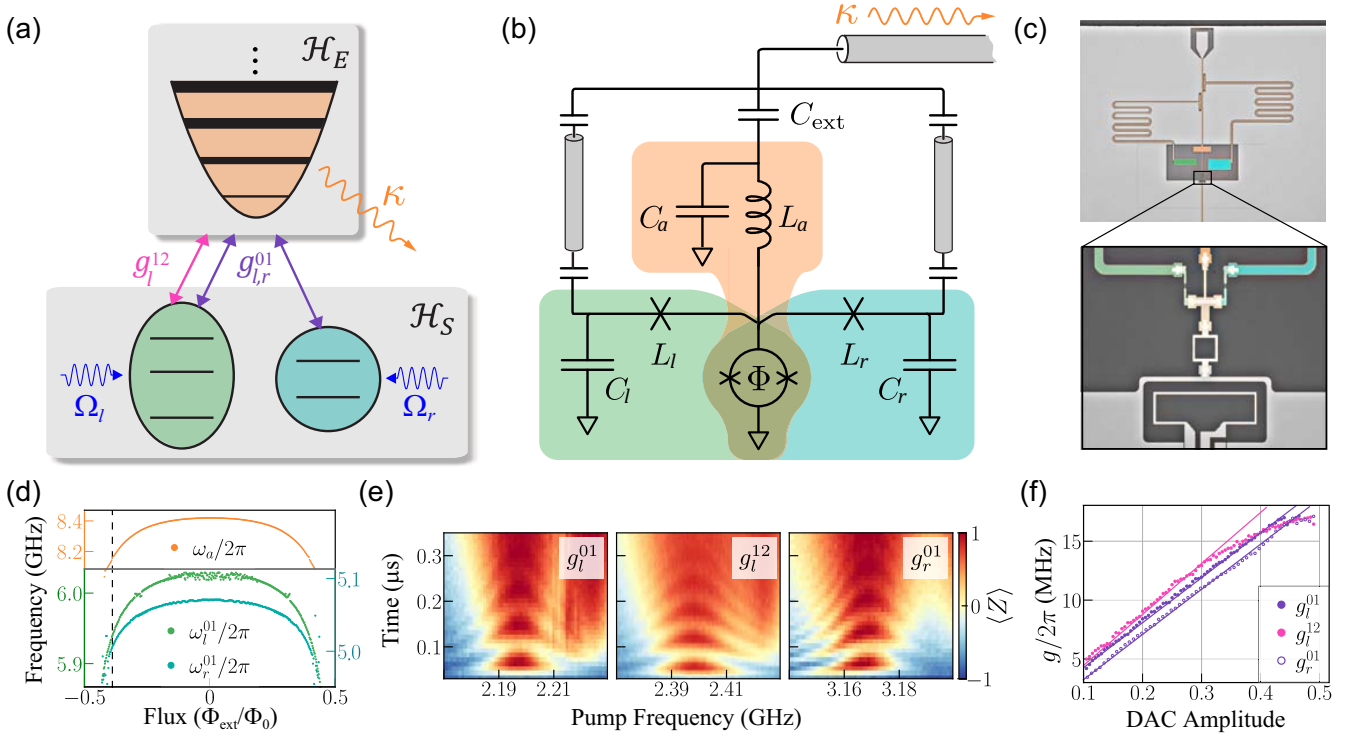 (a)
ℋ_E
⋮
κ
g_l^{12}
g_{l,r}^{01}
ℋ_S
Ω_l
Ω_r
(b)
κ
C_ext
C_a
L_a
L_l
L_r
C_l
Φ
C_r
(c)
(d)
Frequency (GHz)
8.4
8.2
ω_a/2π
6.0
5.9
5.1
5.0
ω_l^{01}/2π
ω_r^{01}/2π
−0.5
0
0.5
Flux (Φ_ext/Φ_0)
(e)
Time (μs)
0.3
0.2
0.1
g_l^{01}
g_l^{12}
g_r^{01}
2.19
2.21
2.39
2.41
3.16
3.18
Pump Frequency (GHz)
1
0
−1
⟨Z⟩
(f)
g/2π (MHz)
15
10
5
g_l^{01}
g_l^{12}
g_r^{01}
0.1
0.2
0.3
0.4
0.5
DAC Amplitude